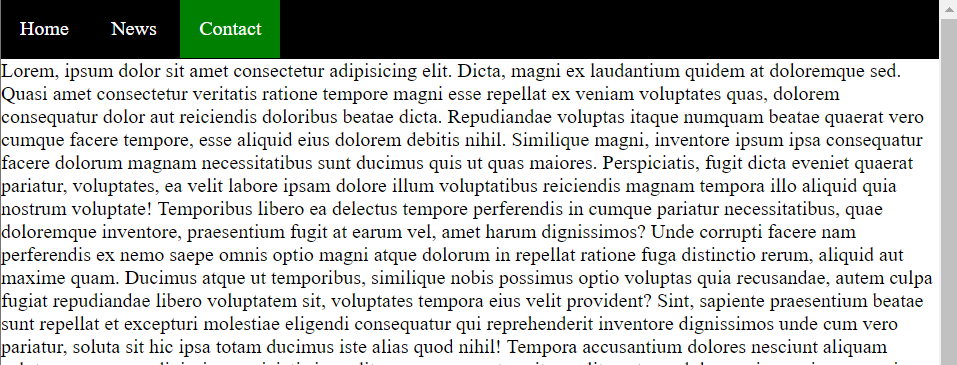 Home News Contact
Lorem, ipsum dolor sit amet consectetur adipisicing elit. Dicta, magni ex laudantium quidem at doloremque sed.
Quasi amet consectetur veritatis ratione tempore magni esse repellat ex veniam voluptates quas, dolorem
consequatur dolor aut reiciendis doloribus beatae dicta. Repudiandae voluptas itaque numquam beatae quaerat vero
cumque facere tempore, esse aliquid eius dolorem debitis nihil. Similique magni, inventore ipsum ipsa consequatur
facere dolorum magnam necessitatibus sunt ducimus quis ut quas maiores. Perspiciatis, fugit dicta eveniet quaerat
pariatur, voluptates, ea velit labore ipsam dolore illum voluptatibus reiciendis magnam tempora illo aliquid quia
nostrum voluptate! Temporibus libero ea delectus tempore perferendis in cumque pariatur necessitatibus, quae
doloremque inventore, praesentium fugit at earum vel, amet harum dignissimos? Unde corrupti facere nam
perferendis ex nemo saepe omnis optio magni atque dolorum in repellat ratione fuga distinctio rerum, aliquid aut
maxime quam. Ducimus atque ut temporibus, similique nobis possimus optio voluptas quia recusandae, autem culpa
fugiat repudiandae libero voluptatem sit, voluptates tempora eius velit provident? Sint, sapiente praesentium beatae
sunt repellat et excepturi molestiae eligendi consequatur qui reprehenderit inventore dignissimos unde cum vero
pariatur, soluta sit hic ipsa totam ducimus iste alias quod nihil! Tempora accusantium dolores nesciunt aliquam